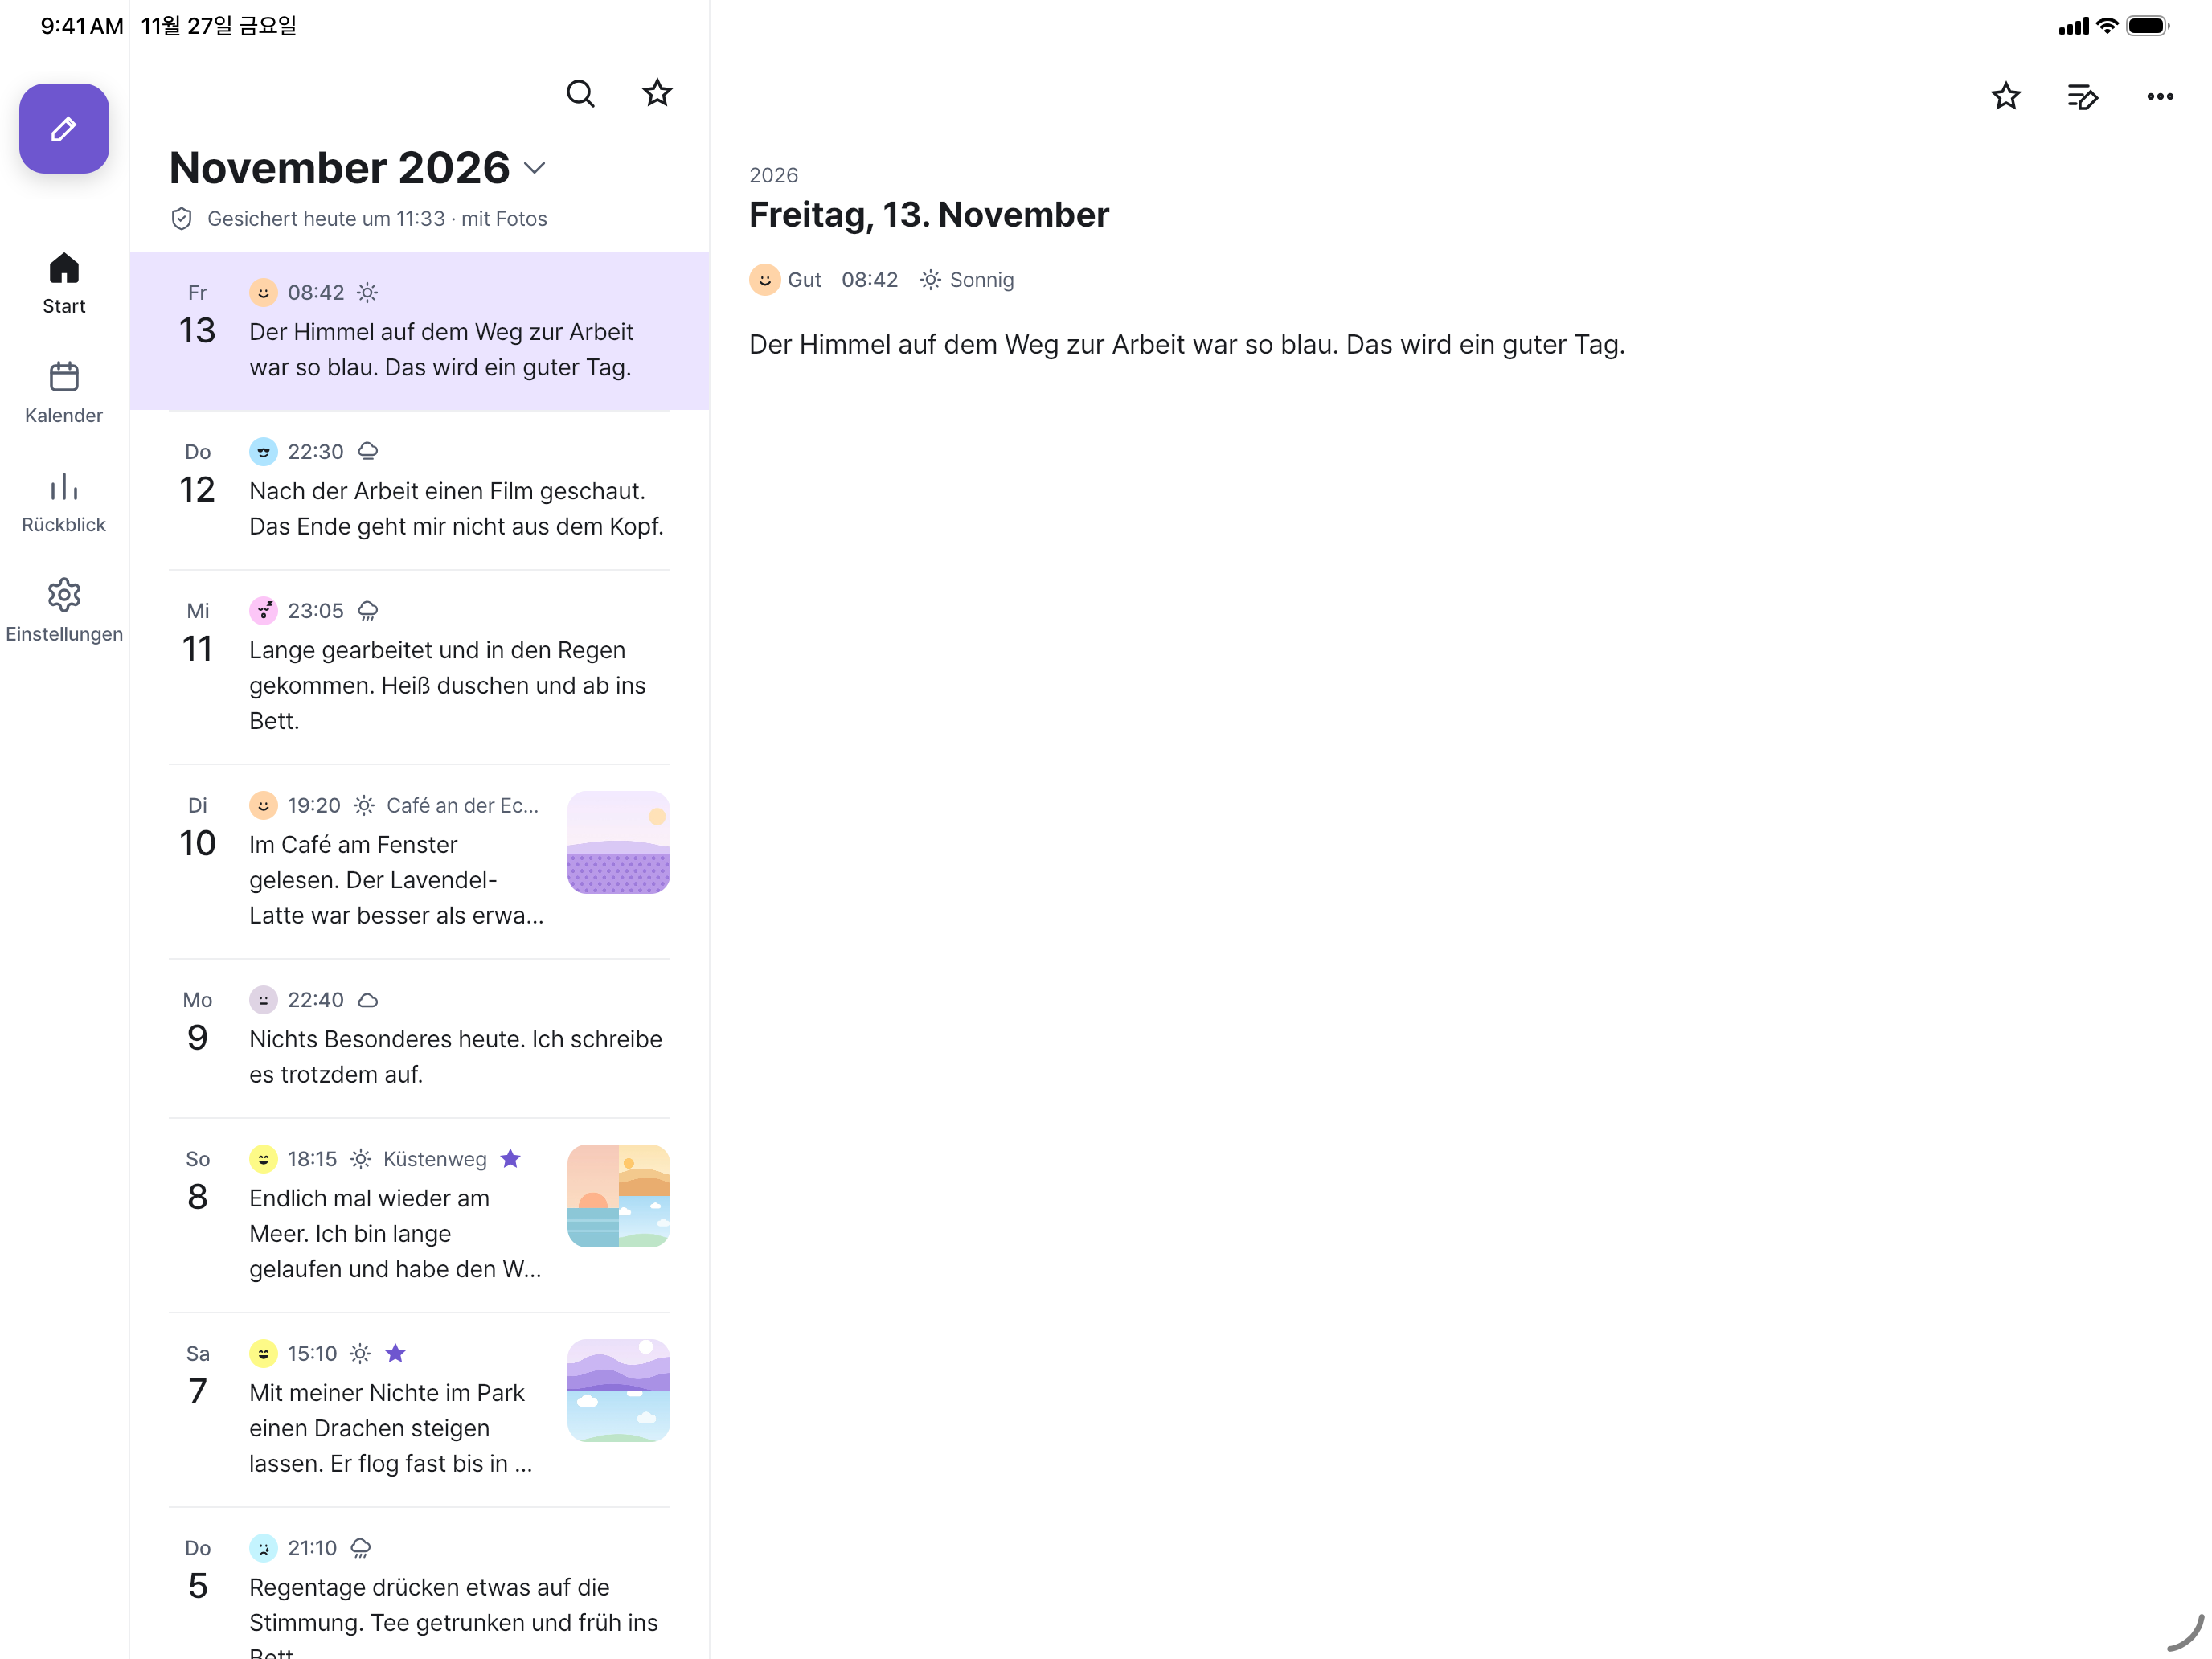 9:41 AM 11월 27일 금요일
Start
Kalender
Rückblick
Einstellungen
November 2026
Gesichert heute um 11:33 · mit Fotos
Fr
13
08:42
Der Himmel auf dem Weg zur Arbeit
war so blau. Das wird ein guter Tag.
Do
12
22:30
Nach der Arbeit einen Film geschaut.
Das Ende geht mir nicht aus dem Kopf.
Mi
11
23:05
Lange gearbeitet und in den Regen
gekommen. Heiß duschen und ab ins
Bett.
Di
10
19:20 Café an der Ec...
Im Café am Fenster
gelesen. Der Lavendel-
Latte war besser als erwa...
Mo
9
22:40
Nichts Besonderes heute. Ich schreibe
es trotzdem auf.
So
8
18:15 Küstenweg
Endlich mal wieder am
Meer. Ich bin lange
gelaufen und habe den W...
Sa
7
15:10
Mit meiner Nichte im Park
einen Drachen steigen
lassen. Er flog fast bis in ...
Do
5
21:10
Regentage drücken etwas auf die
Stimmung. Tee getrunken und früh ins
Bett
2026
Freitag, 13. November
Gut 08:42 Sonnig
Der Himmel auf dem Weg zur Arbeit war so blau. Das wird ein guter Tag.